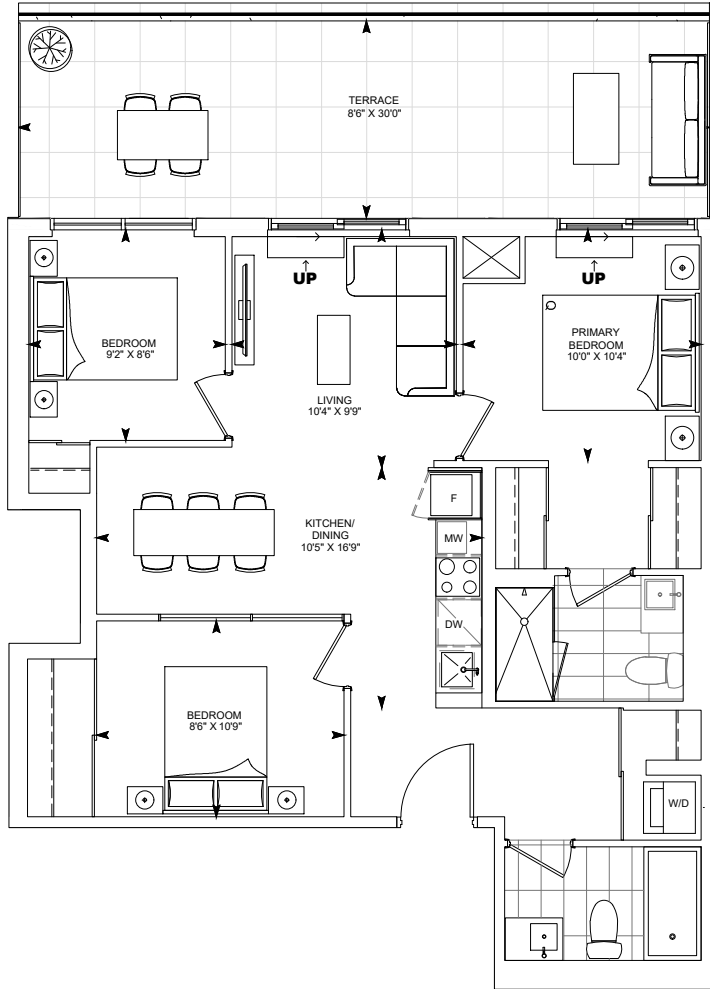 TERRACE
8'6" X 30'0"
UP
UP
BEDROOM
9'2" X 8'6"
PRIMARY
BEDROOM
10'0" X 10'4"
LIVING
10'4" X 9'9"
F
KITCHEN/
DINING
10'5" X 16'9"
MW
DW
BEDROOM
8'6" X 10'9"
W/D